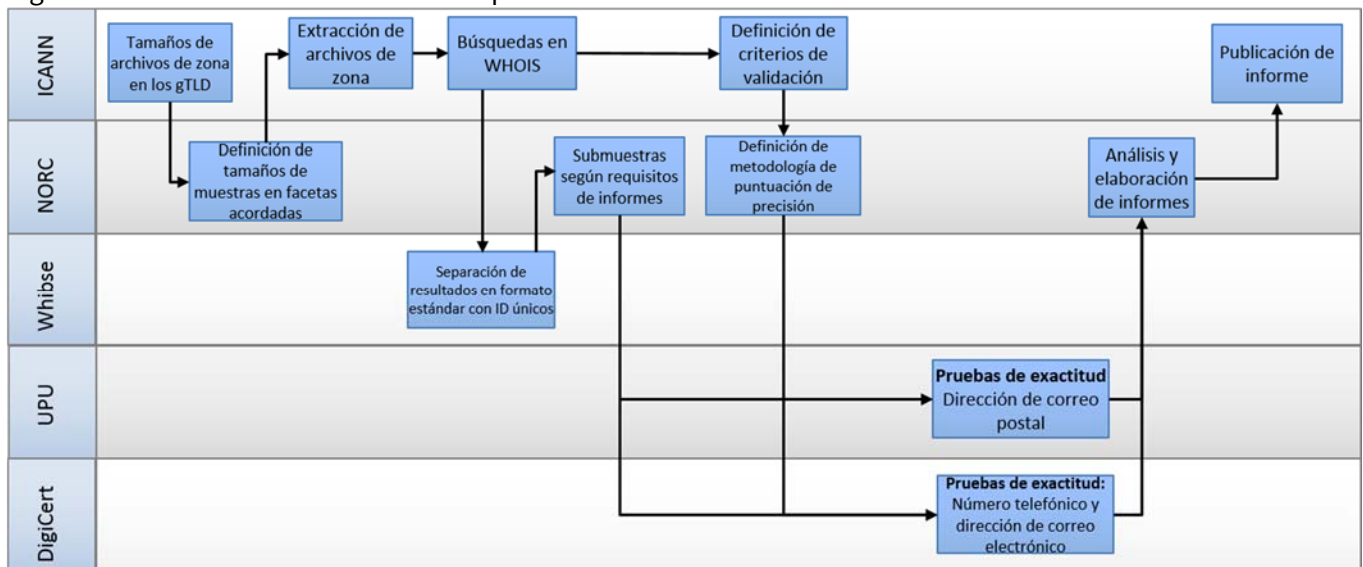 ICANN
Tamaños de
archivos de zona
en los gTLD
Extracción de
archivos de
zona
Búsquedas en
WHOIS
Definición de
criterios de
validación
Publicación de
informe
NORC
Definición de
tamaños de
muestras en facetas
acordadas
Submuestras
según requisitos
de informes
Definición de
metodología de
puntuación de
precisión
Análisis y
elaboración
de informes
Whibse
Separación de
resultados en formato
estándar con ID únicos
UPU
Pruebas de exactitud
Dirección de correo
postal
DigiCert
Pruebas de exactitud:
Número telefónico y
dirección de correo
electrónico